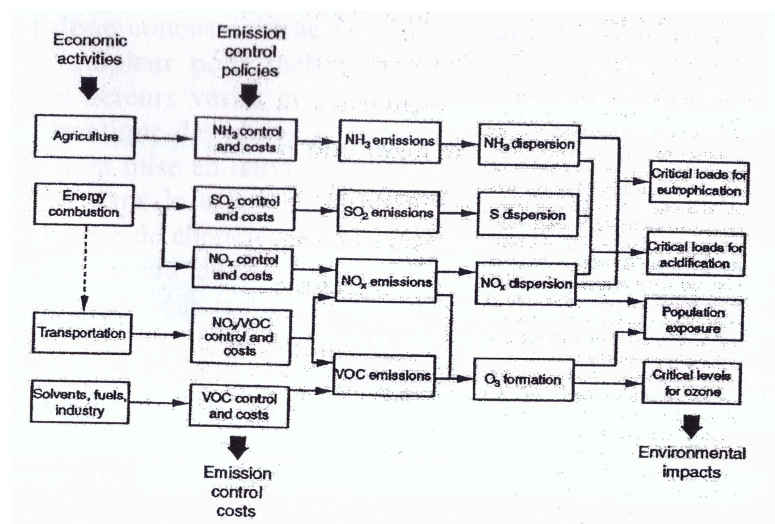 Economic
activities
Emission
control
policies
Agriculture
NH₃ control
and costs
NH₃ emissions
NH₃ dispersion
Critical loads for
eutrophication
Energy
combustion
SO₂ control
and costs
SO₂ emissions
S dispersion
Critical loads for
acidification
NOₓ control
and costs
NOₓ emissions
NOₓ dispersion
Population
exposure
Transportation
NOₓ/VOC
control and
costs
VOC emissions
O₃ formation
Critical levels
for ozone
Solvents, fuels,
industry
VOC control
and costs
Emission
control
costs
Environmental
impacts